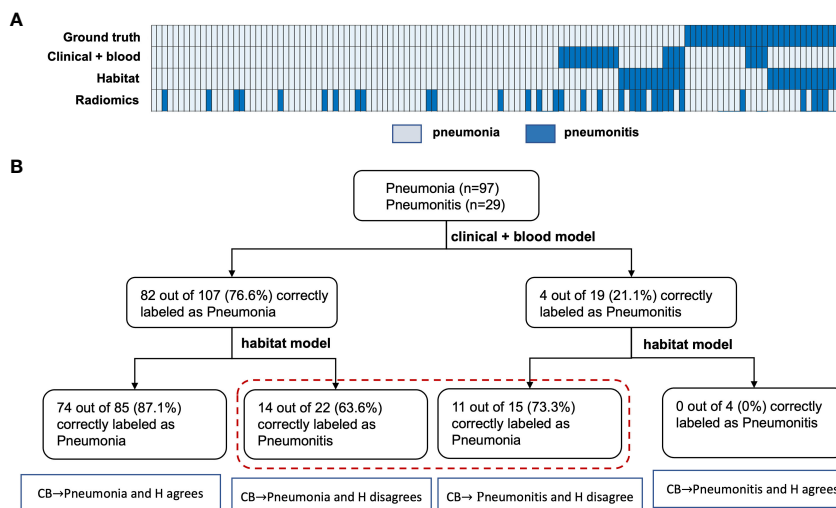 A
Ground truth
Clinical + blood
Habitat
Radiomics
pneumonia
pneumonitis
B
Pneumonia (n=97)
Pneumonitis (n=29)
clinical + blood model
82 out of 107 (76.6%) correctly
labeled as Pneumonia
4 out of 19 (21.1%) correctly
labeled as Pneumonitis
habitat model
habitat model
74 out of 85 (87.1%)
correctly labeled as
Pneumonia
14 out of 22 (63.6%)
correctly labeled as
Pneumonitis
11 out of 15 (73.3%)
correctly labeled as
Pneumonia
0 out of 4 (0%) correctly
labeled as Pneumonitis
CB→Pneumonia and H agrees
CB→Pneumonia and H disagrees
CB→ Pneumonitis and H disagree
CB→Pneumonitis and H agrees